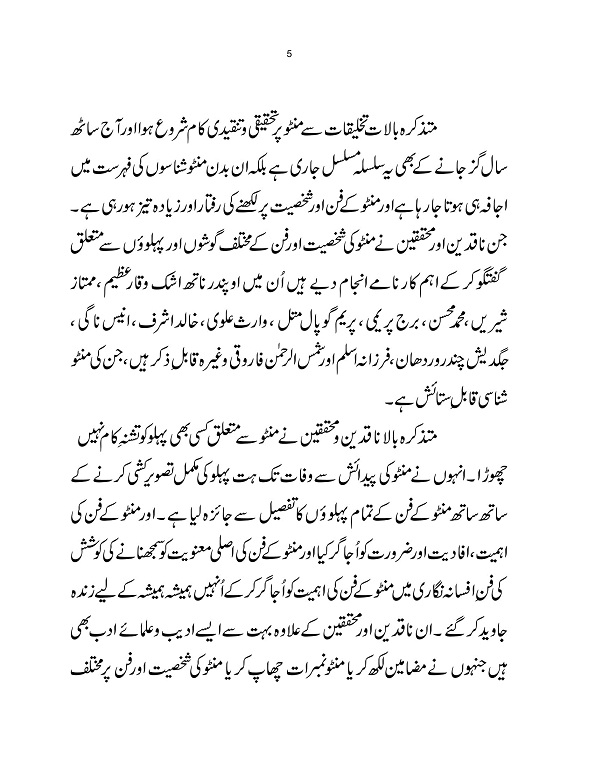 5
متذکرہ بالات تخلیقات سے منٹو پر تحقیقی و تنقیدی کام شروع ہوا اور آج ساٹھ
سال گز جانے کے بھی یہ سلسلہ مسلسل جاری ہے بلکہ ان بدن منٹو شناسوں کی فہرست میں
اجافہ ہی ہوتا جارہا ہے اور منٹو کے فن اور شخصیت پر لکھنے کی رفتار اور زیادہ تیز ہورہی ہے۔
جن ناقدین اور محققین نے منٹو کی شخصیت اور فن کے مختلف گوشوں اور پہلوؤں سے متعلق
گفتگو کر کے اہم کارنامے انجام دیے ہیں اُن میں اوپندر ناتھ اشک وقار عظیم، ممتاز
شیریں، محمد محسن، برج پریمی، پریم گوپال متل، وارث علوی، خالد اشرف، انیس ناگی،
جگدیش چندر وردھان، فرزانہ اسلم اور شمس الرحمٰن فاروقی وغیرہ قابلِ ذکر ہیں، جن کی منٹو
شناسی قابلِ ستائش ہے۔
متذکرہ بالا ناقدین و محققین نے منٹو سے متعلق کسی بھی پہلو کو تشنہِ کام نہیں
چھوڑا۔ انہوں نے منٹو کی پیدائش سے وفات تک ہت پہلو کی مکمل تصویر کشی کرنے کے
ساتھ ساتھ منٹو کے فن کے تمام پہلوؤں کا تفصیل سے جائزہ لیا ہے۔ اور منٹو کے فن کی
اہمیت، افادیت اور ضرورت کو اُجاگر کیا اور منٹو کے فن کی اصلی معنویت کو سمجھنانے کی کوشش
کی فنِ افسانہ نگاری میں منٹو کے فن کی اہمیت کو اُجاگر کر کے اُنہیں ہمیشہ ہمیشہ کے لیے زندہ
جاوید کر گئے۔ ان ناقدین اور محققین کے علاوہ بہت سے ایسے ادیب و علمائے ادب بھی
ہیں جنہوں نے مضامین لکھ کر یا منٹو نمبرات چھاپ کر یا منٹو کی شخصیت اور فن پر مختلف